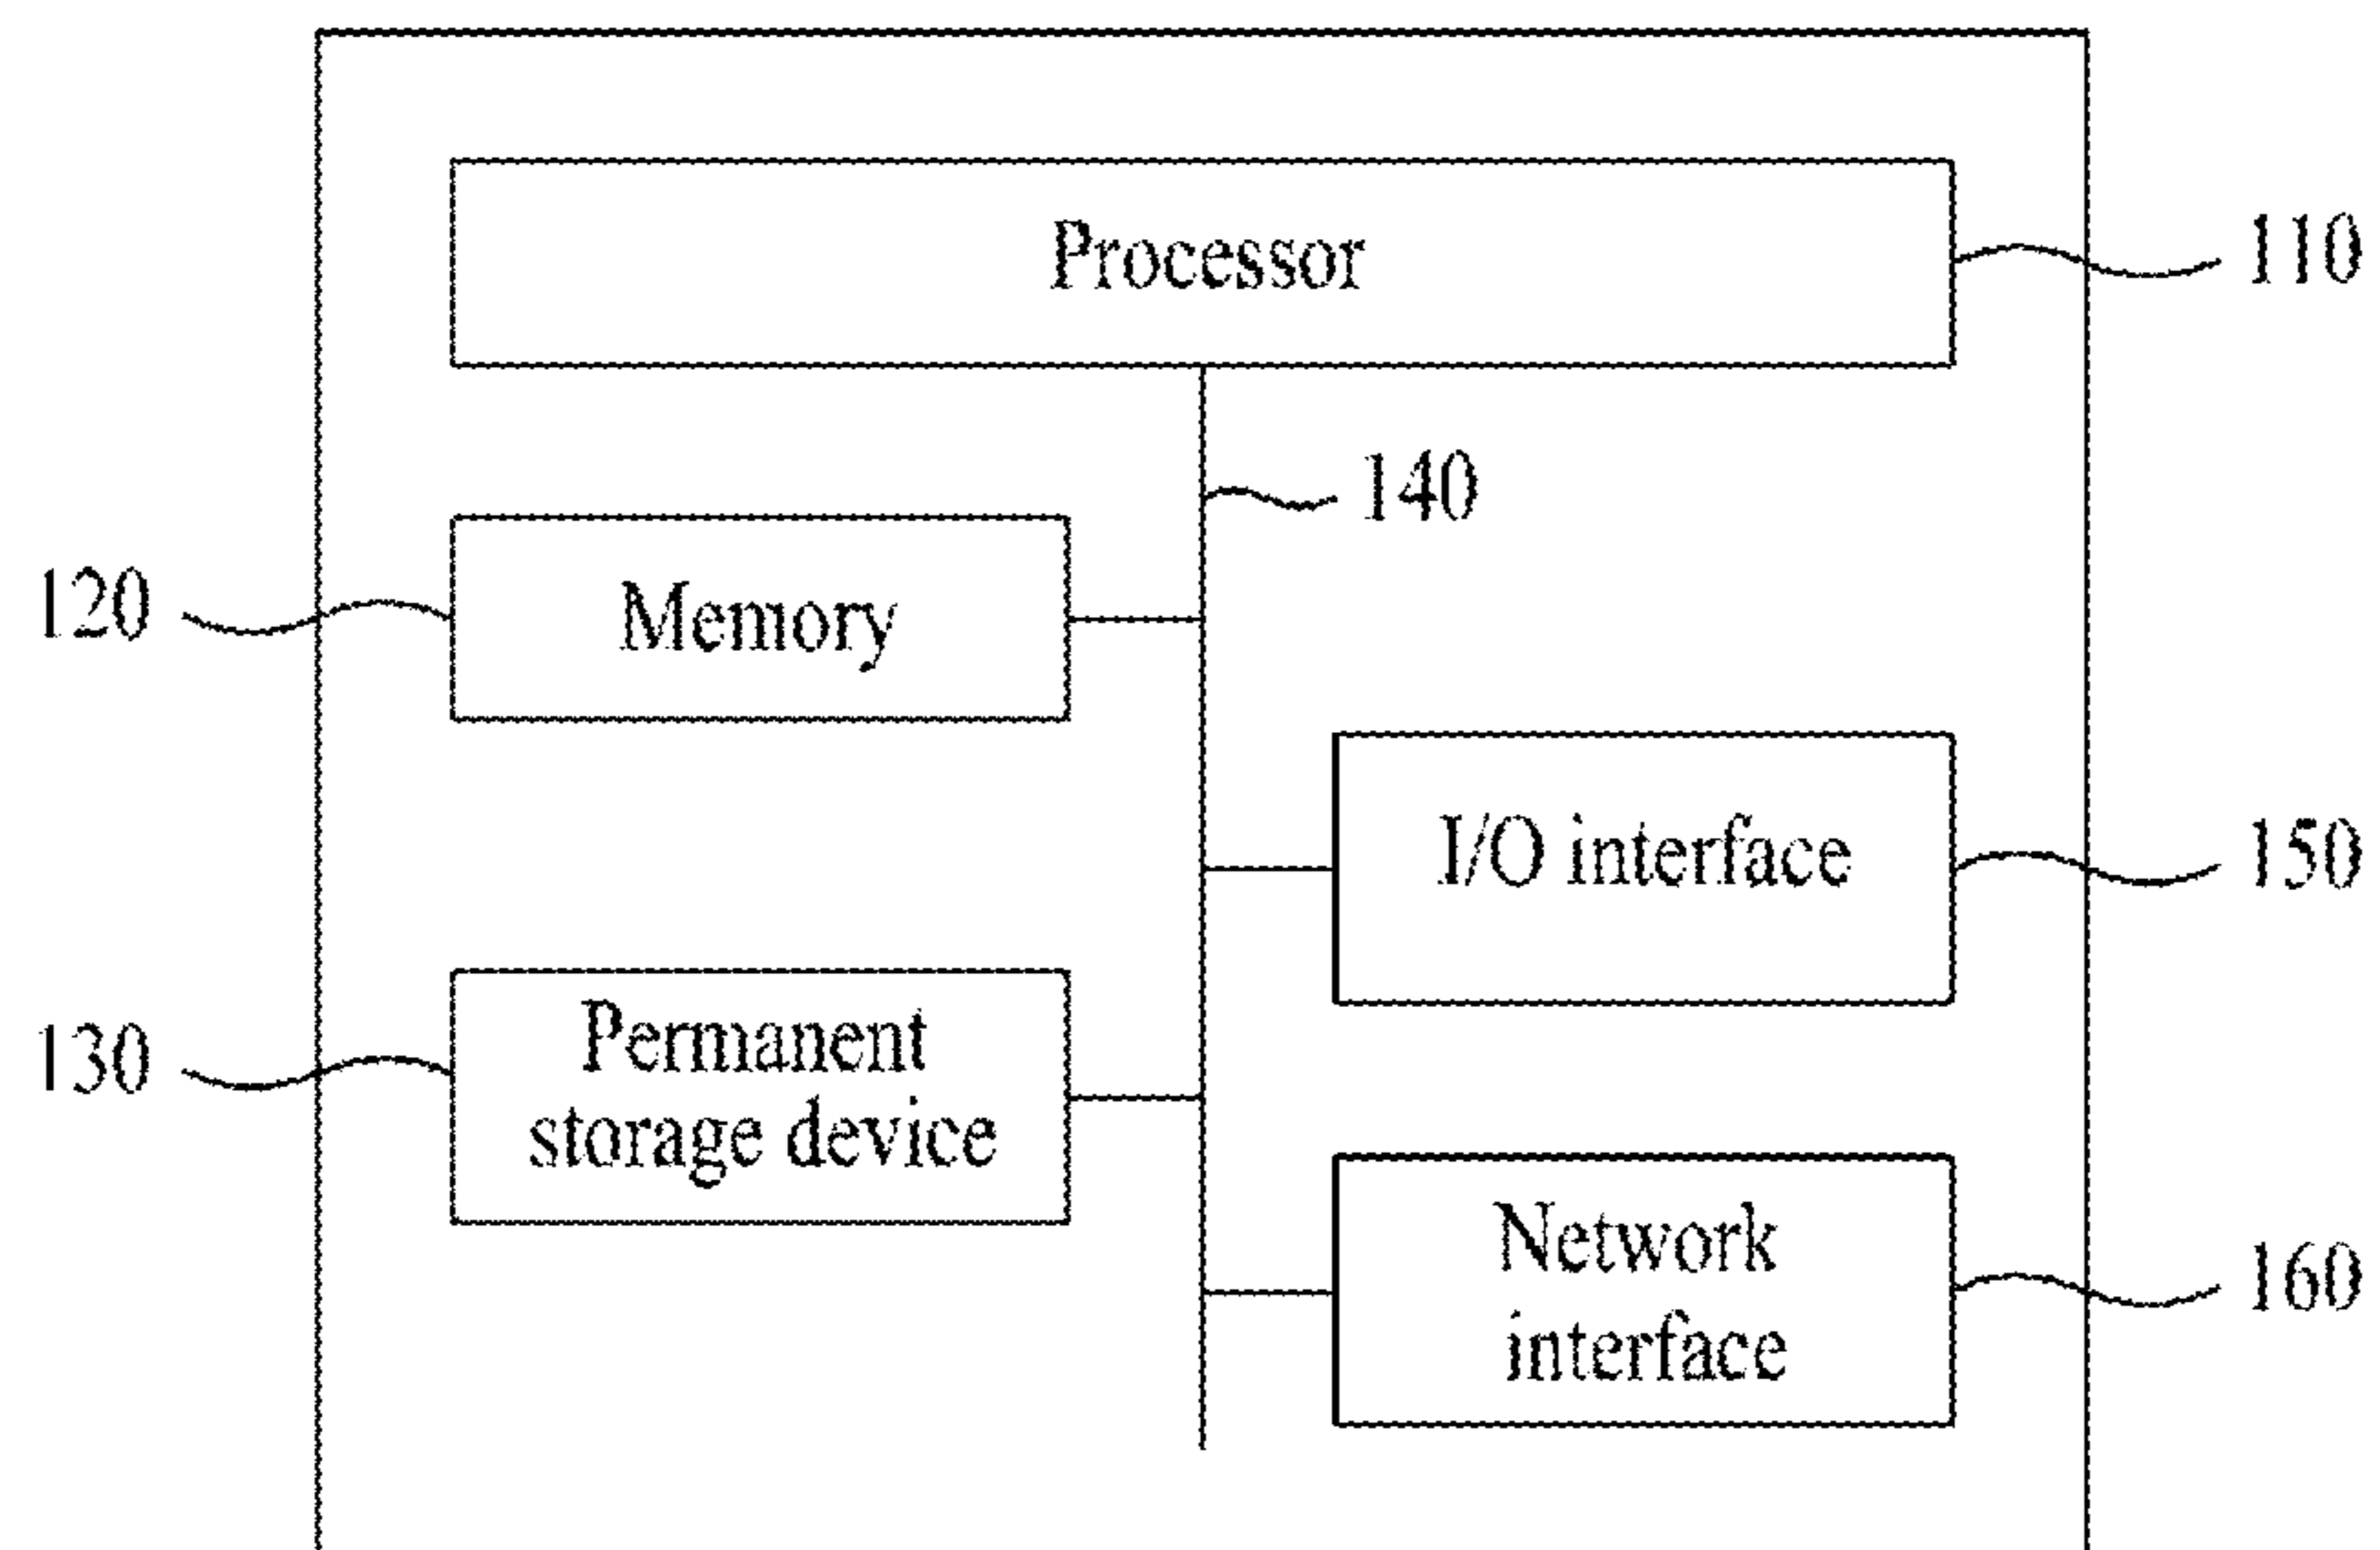 Processor
110
140
120
Memory
I/O interface
150
130
Permanent
storage device
Network
interface
160